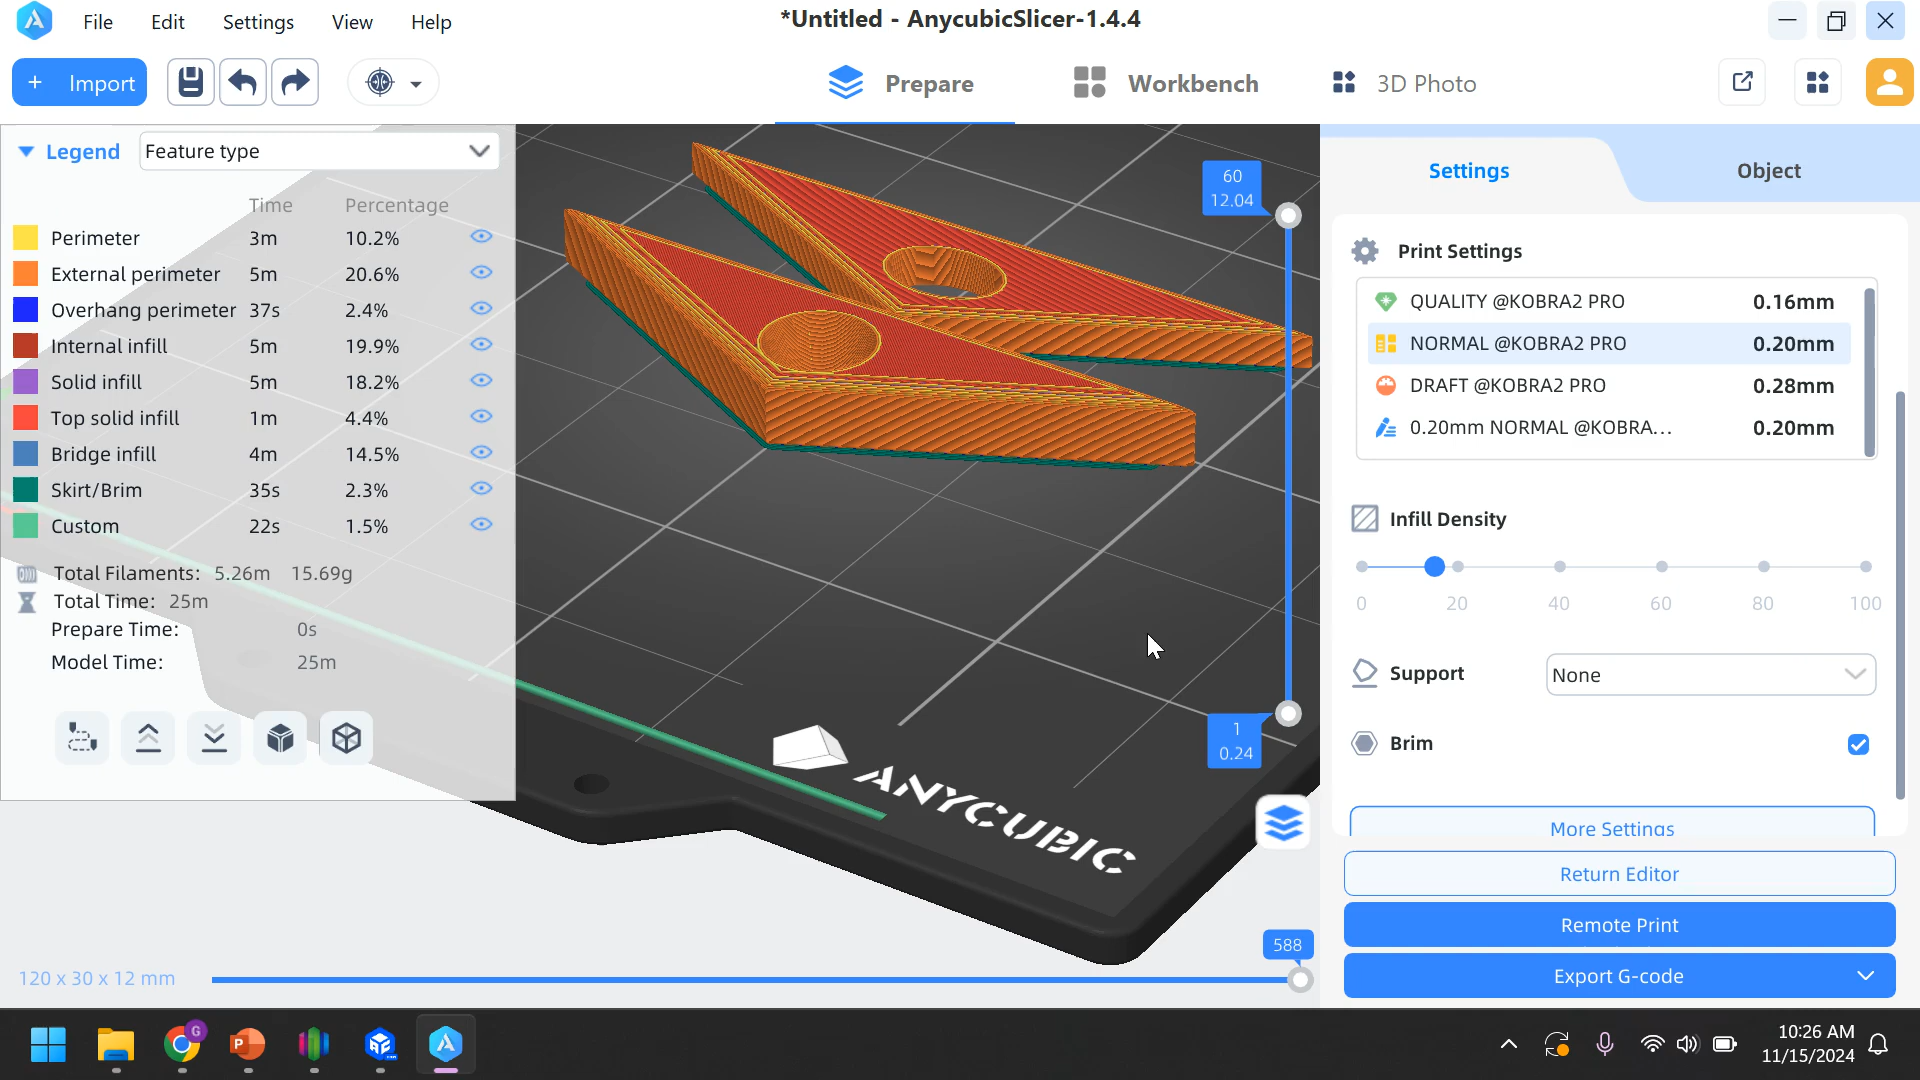 *Untitled - AnycubicSlicer-1.4.4
File Edit Settings View Help
+ Import
Prepare Workbench 3D Photo
Legend Feature type
Time Percentage
Perimeter 3m 10.2%
External perimeter 5m 20.6%
Overhang perimeter 37s 2.4%
Internal infill 5m 19.9%
Solid infill 5m 18.2%
Top solid infill 1m 4.4%
Bridge infill 4m 14.5%
Skirt/Brim 35s 2.3%
Custom 22s 1.5%
Total Filaments: 5.26m 15.69g
Total Time: 25m
Prepare Time: 0s
Model Time: 25m
60
12.04
1
0.24
ANYCUBIC
588
120 x 30 x 12 mm
Settings Object
Print Settings
QUALITY @KOBRA2 PRO 0.16mm
NORMAL @KOBRA2 PRO 0.20mm
DRAFT @KOBRA2 PRO 0.28mm
0.20mm NORMAL @KOBRA... 0.20mm
Infill Density
0 20 40 60 80 100
Support None
Brim
More Settings
Return Editor
Remote Print
Export G-code
G
P
10:26 AM
11/15/2024